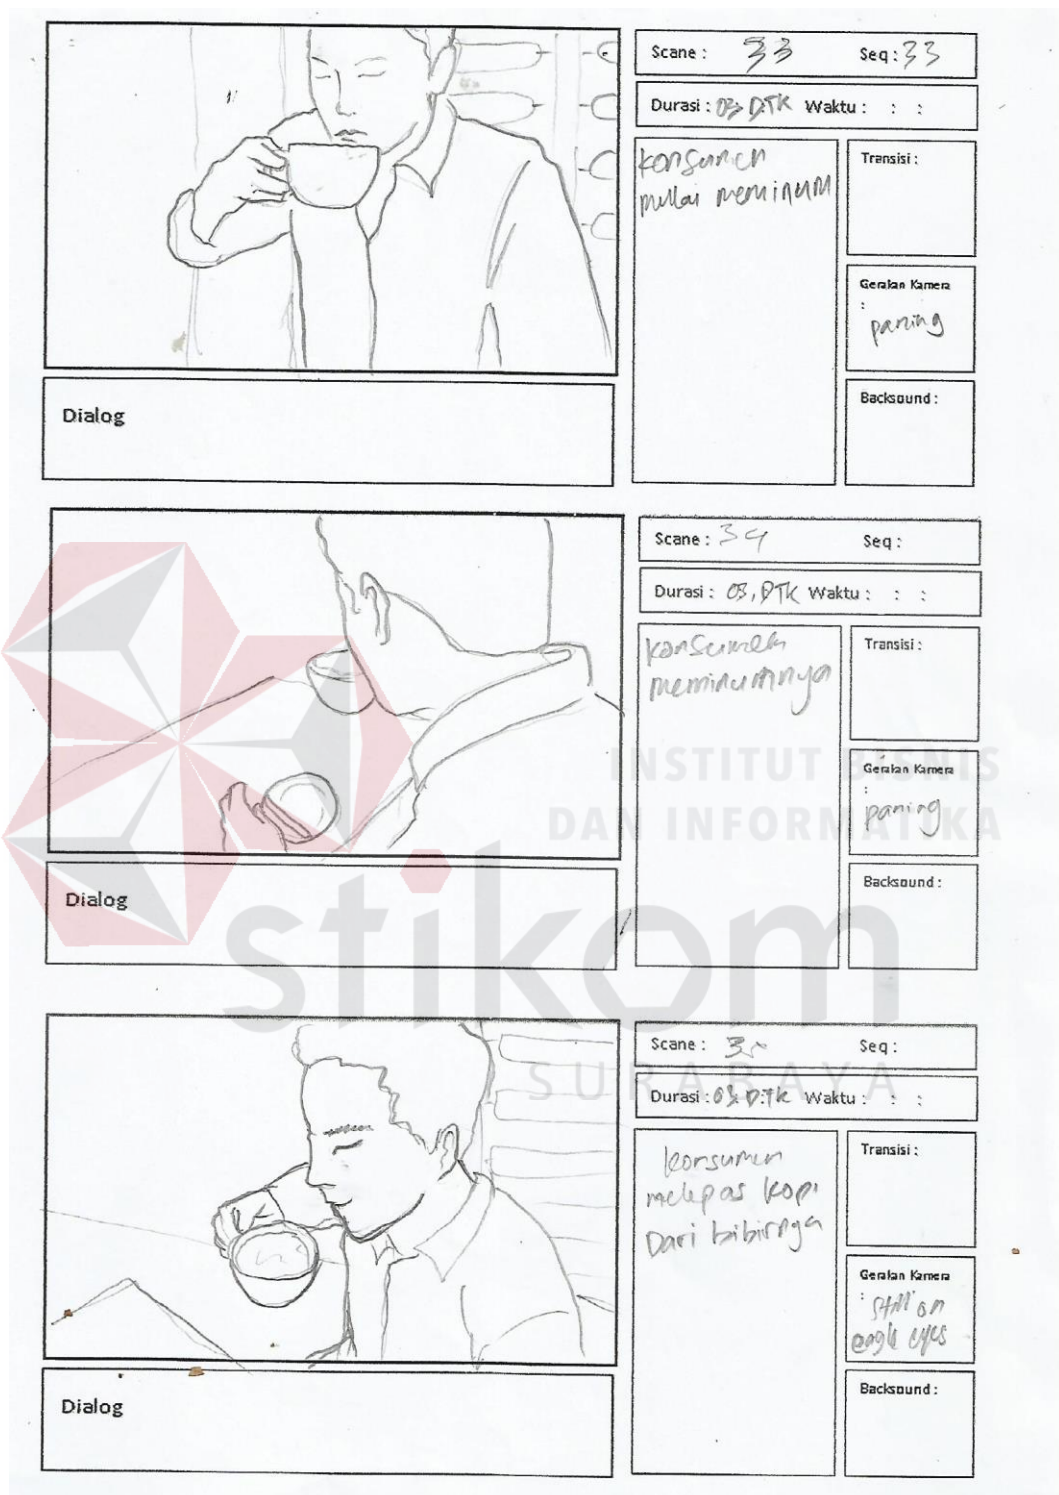 Scane : 33 Seq : 33
Durasi : 03 DTK Waktu : : :
konsumen
mulai meminum
Transisi :
Gerakan Kamera
:
paning
Backsound :
Dialog
Scane : 34 Seq :
Durasi : 03, DTK Waktu : : :
konsumen
meminumnya
Transisi :
Gerakan Kamera
:
paning
Backsound :
Dialog
INSTITUT BISNIS
DAN INFORMATIKA
stikom
SURABAYA
Scane : 35 Seq :
Durasi : 03, DTK Waktu : : :
konsumen
melepas kopi
Dari bibirnya
Transisi :
Gerakan Kamera
: still on
eagle eyes
Backsound :
Dialog